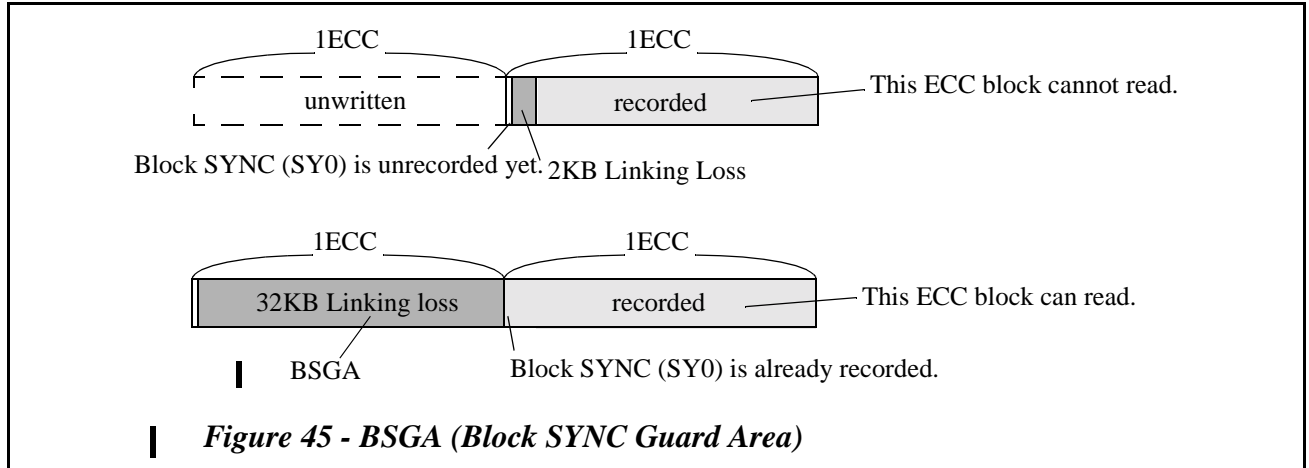 1ECC 1ECC
unwritten recorded This ECC block cannot read.
Block SYNC (SY0) is unrecorded yet. 2KB Linking Loss
1ECC 1ECC
32KB Linking loss recorded This ECC block can read.
BSGA Block SYNC (SY0) is already recorded.
Figure 45 - BSGA (Block SYNC Guard Area)